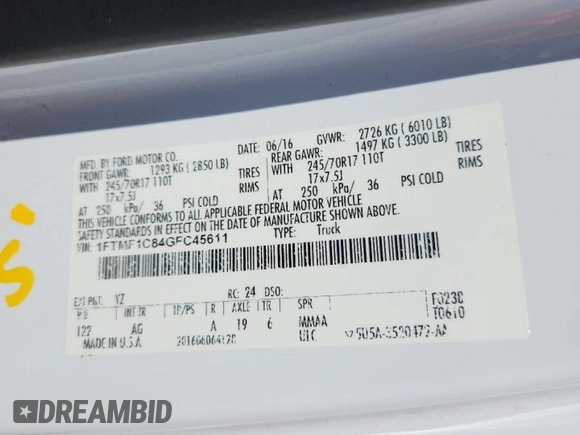 MFD. BY FORD MOTOR CO.
DATE: 06/16 GVWR: 2726 KG ( 6010 LB)
FRONT GAWR: 1293 KG ( 2850 LB) REAR GAWR: 1497 KG ( 3300 LB)
WITH 245/70R17 110T TIRES WITH 245/70R17 110T TIRES
17x7.5J RIMS 17x7.5J RIMS
AT 250 kPa/ 36 PSI COLD AT 250 kPa/ 36 PSI COLD
THIS VEHICLE CONFORMS TO ALL APPLICABLE FEDERAL MOTOR VEHICLE
SAFETY STANDARDS IN EFFECT ON THE DATE OF MANUFACTURE SHOWN ABOVE.
VIN: 1FTMF1C84GFC45611
TYPE: Truck
EXT PNT: YZ RC: 24 DSO:
WB INT TR TP/PS R AXLE TR SPR
122 AG A 19 6 MMAA
F0230
T0610
MADE IN U.S.A. UTC
DREAMBID